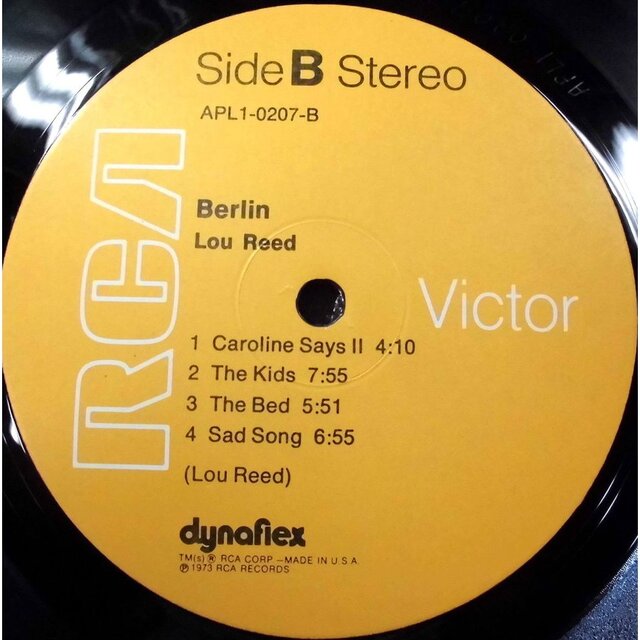 Side B Stereo
APL1-0207-B
RCA
Berlin
Lou Reed
Victor
1 Caroline Says II 4:10
2 The Kids 7:55
3 The Bed 5:51
4 Sad Song 6:55
(Lou Reed)
dynaflex
TM(s) ® RCA CORP – MADE IN U.S.A
℗ 1973 RCA RECORDS